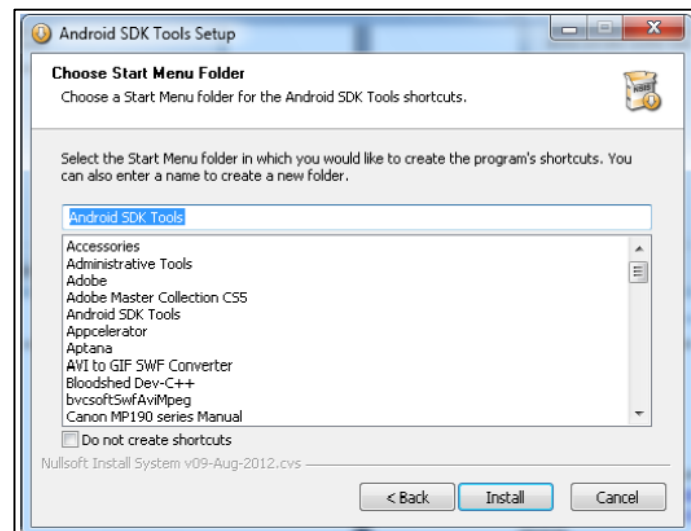 Android SDK Tools Setup
Choose Start Menu Folder
Choose a Start Menu folder for the Android SDK Tools shortcuts.
NSIS
Select the Start Menu folder in which you would like to create the program's shortcuts. You
can also enter a name to create a new folder.
Android SDK Tools
Accessories
Administrative Tools
Adobe
Adobe Master Collection CS5
Android SDK Tools
Appcelerator
Aptana
AVI to GIF SWF Converter
Bloodshed Dev-C++
bvcsoftSwfAviMpeg
Canon MP190 series Manual
Do not create shortcuts
Nullsoft Install System v09-Aug-2012.cvs
< Back Install Cancel